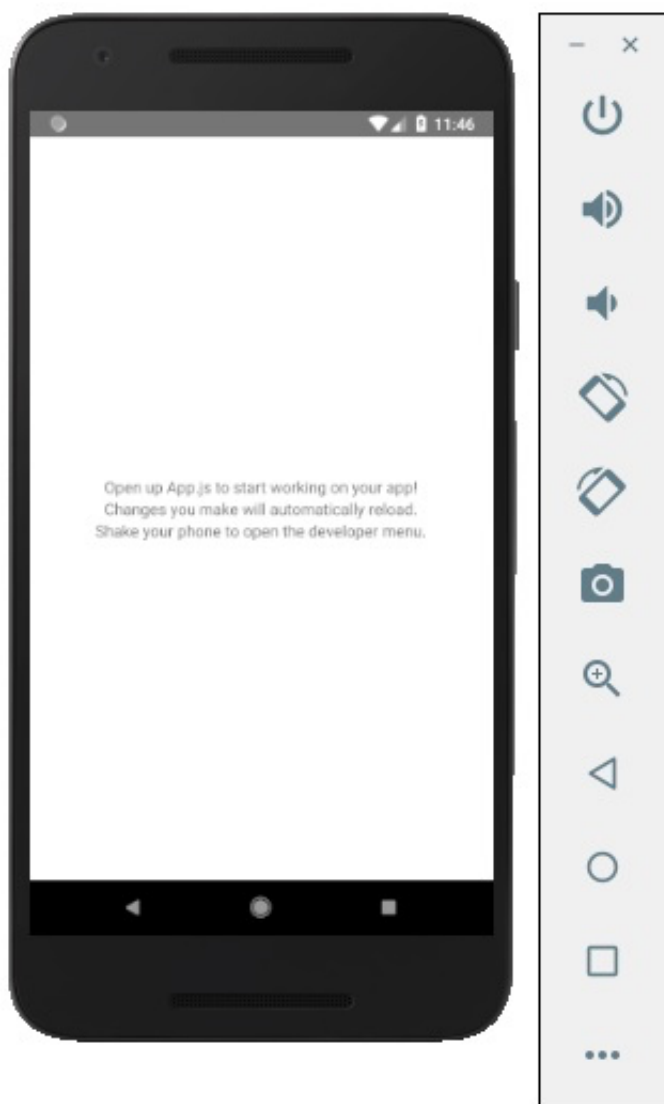 11:46
Open up App.js to start working on your app!
Changes you make will automatically reload.
Shake your phone to open the developer menu.